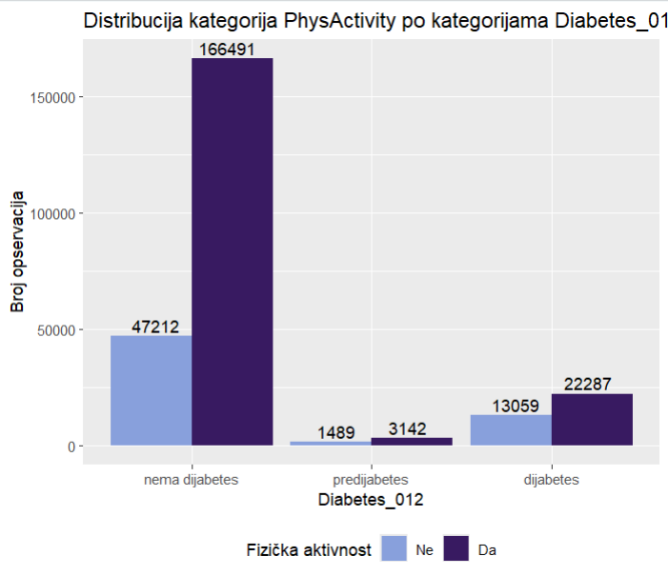 Distribucija kategorija PhysActivity po kategorijama Diabetes_01
166491
150000
100000
Broj opservacija
50000
47212
22287
13059
1489
3142
0
nema dijabetes
predijabetes
dijabetes
Diabetes_012
Fizička aktivnost Ne Da